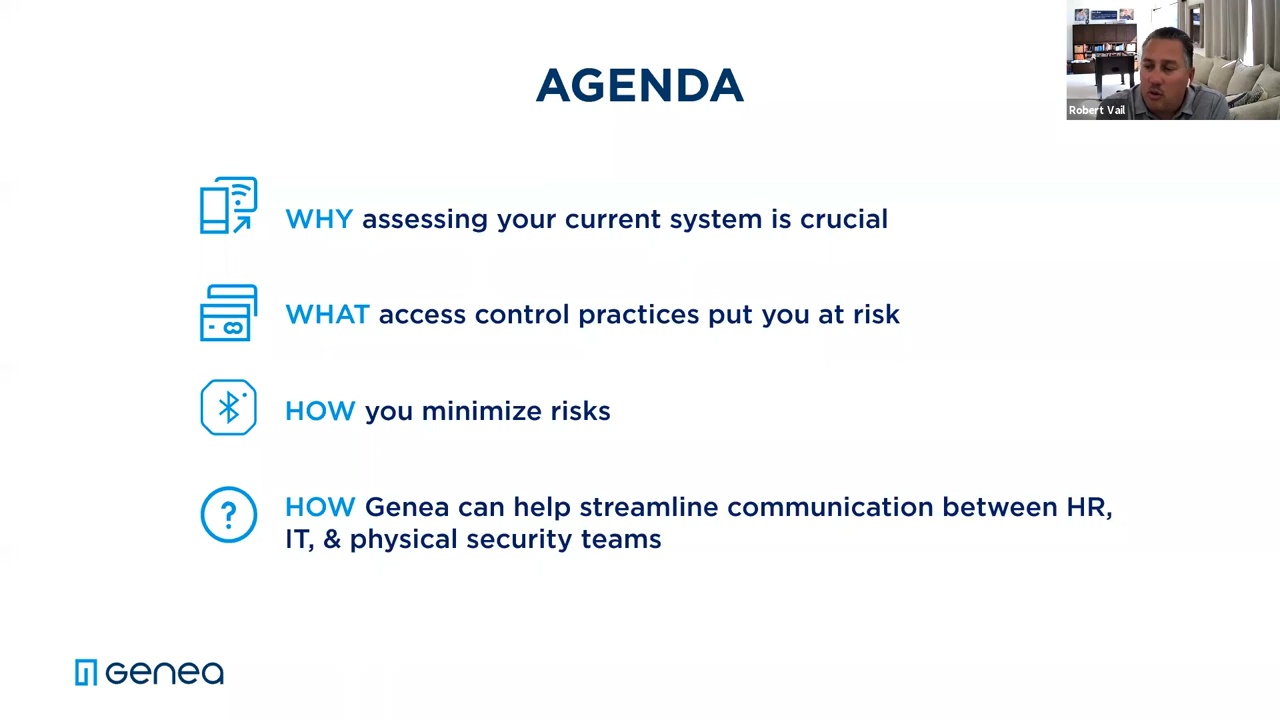 AGENDA
Robert Vail
WHY assessing your current system is crucial
WHAT access control practices put you at risk
HOW you minimize risks
?
HOW Genea can help streamline communication between HR,
IT, & physical security teams
genea